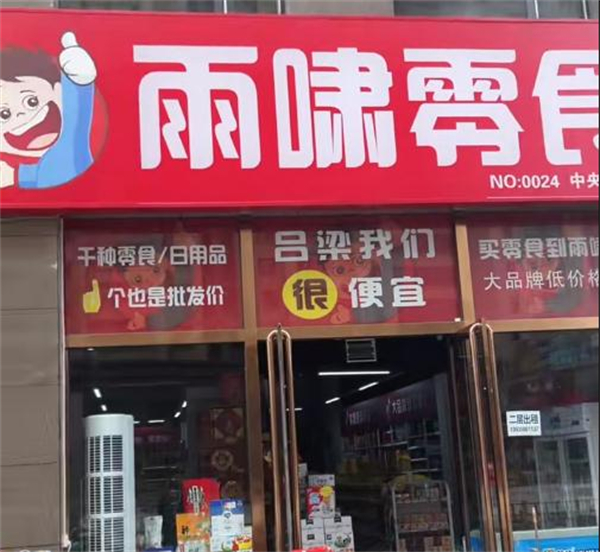 雨啸零食
NO:0024 中央
千种零食/日用品
个也是批发价
吕梁我们
很便宜
买零食到雨啸
大品牌低价格
二层出租